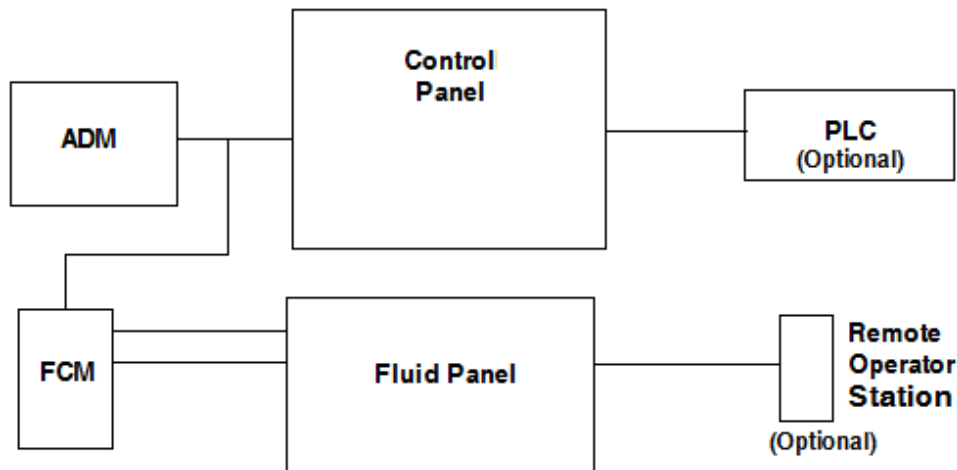 Control
Panel
ADM
PLC
(Optional)
FCM
Fluid Panel
Remote
Operator
Station
(Optional)